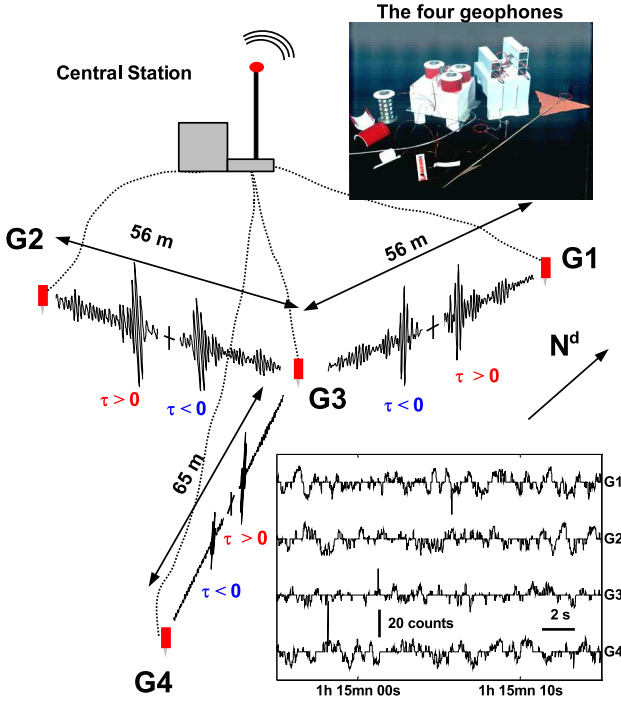 The four geophones
Central Station
G2
56 m
56 m
G1
N^d
τ > 0
τ < 0
G3
τ < 0
τ > 0
65 m
τ > 0
τ < 0
G4
G1
G2
G3
20 counts
2 s
G4
1h 15mn 00s
1h 15mn 10s